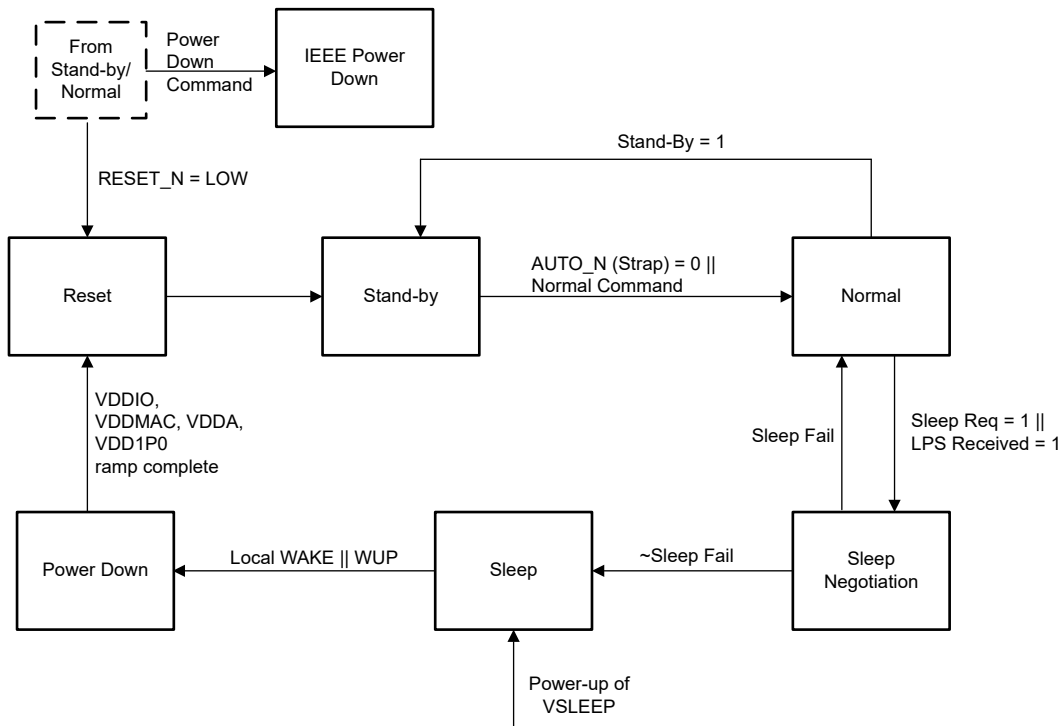 From
Stand-by/
Normal
Power
Down
Command
IEEE Power
Down
Stand-By = 1
RESET_N = LOW
Reset
Stand-by
AUTO_N (Strap) = 0 ||
Normal Command
Normal
VDDIO,
VDDMAC, VDDA,
VDD1P0
ramp complete
Sleep Fail
Sleep Req = 1 ||
LPS Received = 1
Power Down
Local WAKE || WUP
Sleep
~Sleep Fail
Sleep
Negotiation
Power-up of
VSLEEP